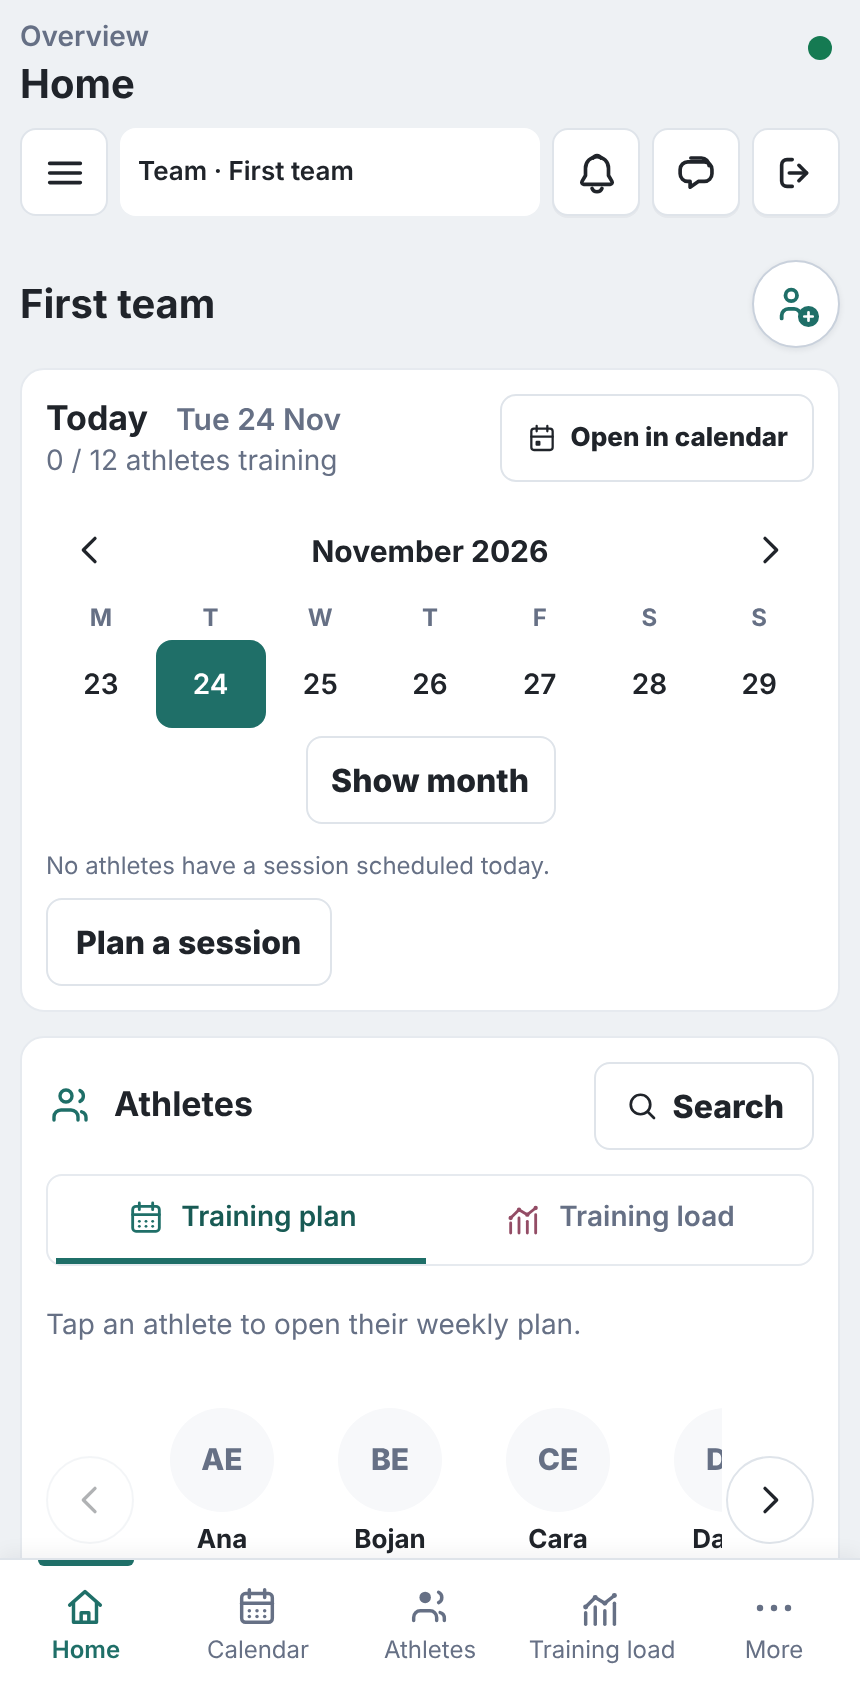 Overview
Home
Team · First team
First team
Today Tue 24 Nov
0 / 12 athletes training
Open in calendar
November 2026
M T W T F S S
23 24 25 26 27 28 29
Show month
No athletes have a session scheduled today.
Plan a session
Athletes
Search
Training plan
Training load
Tap an athlete to open their weekly plan.
AE BE CE D
Ana Bojan Cara Da
Home Calendar Athletes Training load More